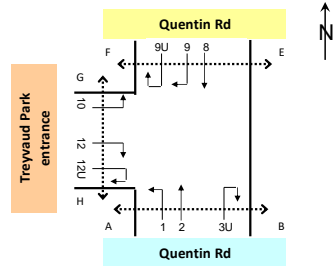 Quentin Rd
N
F
9U 9 8
E
G
Treyvaud Park
entrance
10
12
12U
H
A
1 2 3U
B
Quentin Rd